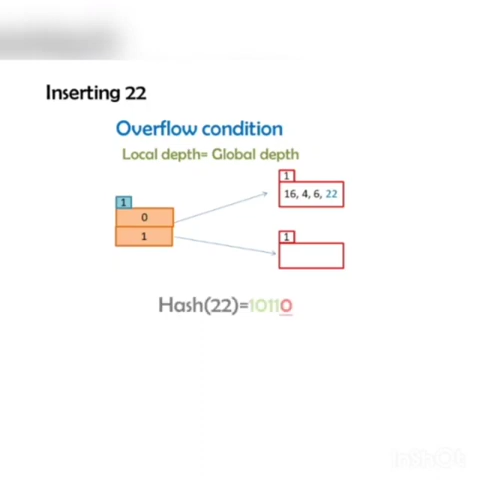 Inserting 22
Overflow condition
Local depth= Global depth
1
16, 4, 6, 22
1
0
1
1
Hash(22)=10110